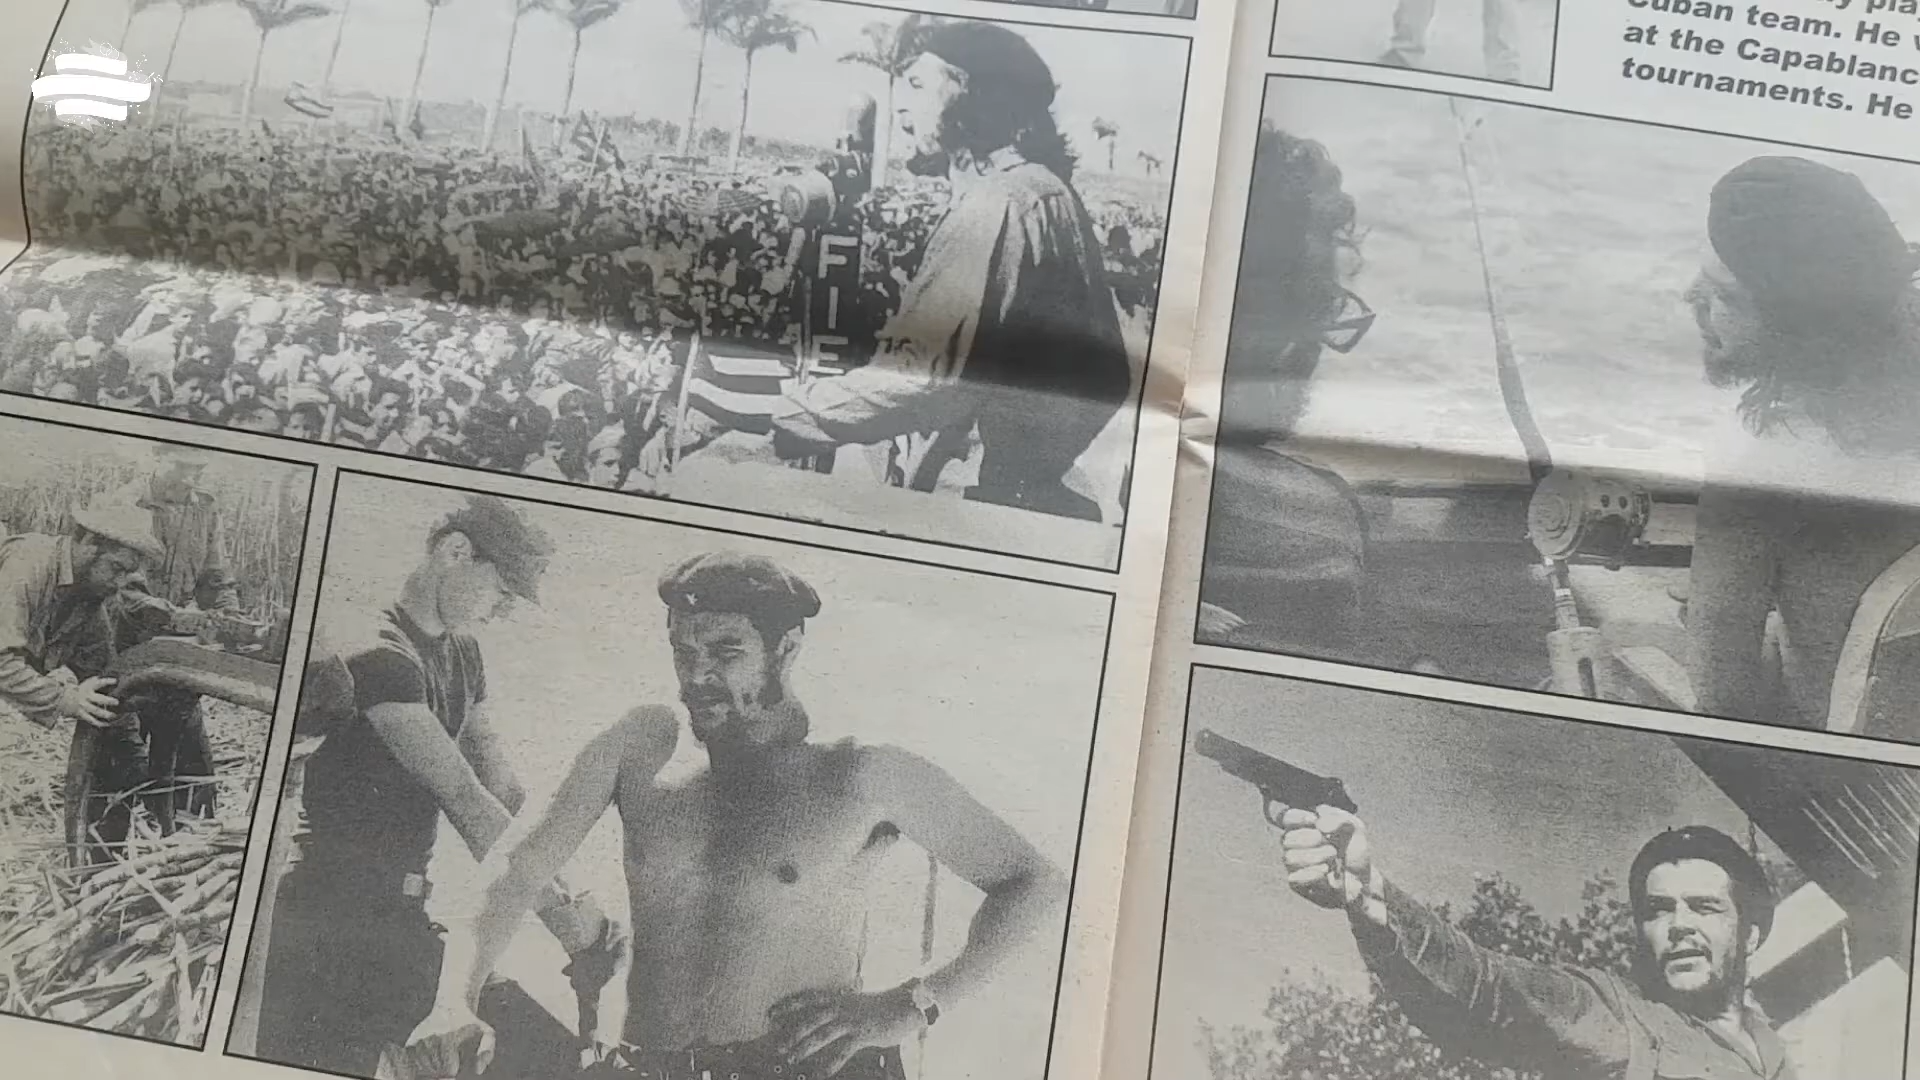 F
I
E
Cuban team. He
at the Capablanc
tournaments. He